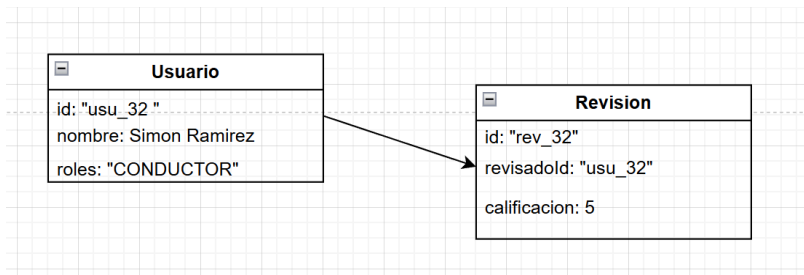 Usuario
id: "usu_32 "
nombre: Simon Ramirez
roles: "CONDUCTOR"
Revision
id: "rev_32"
revisadoId: "usu_32"
calificacion: 5